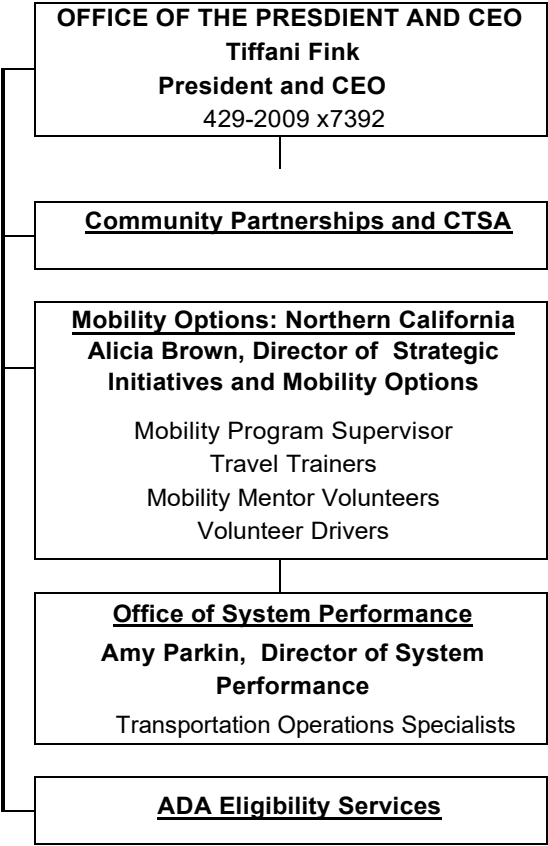 OFFICE OF THE PRESDIENT AND CEO
Tiffani Fink
President and CEO
429-2009 x7392
Community Partnerships and CTSA
Mobility Options: Northern California
Alicia Brown, Director of Strategic
Initiatives and Mobility Options
Mobility Program Supervisor
Travel Trainers
Mobility Mentor Volunteers
Volunteer Drivers
Office of System Performance
Amy Parkin, Director of System
Performance
Transportation Operations Specialists
ADA Eligibility Services